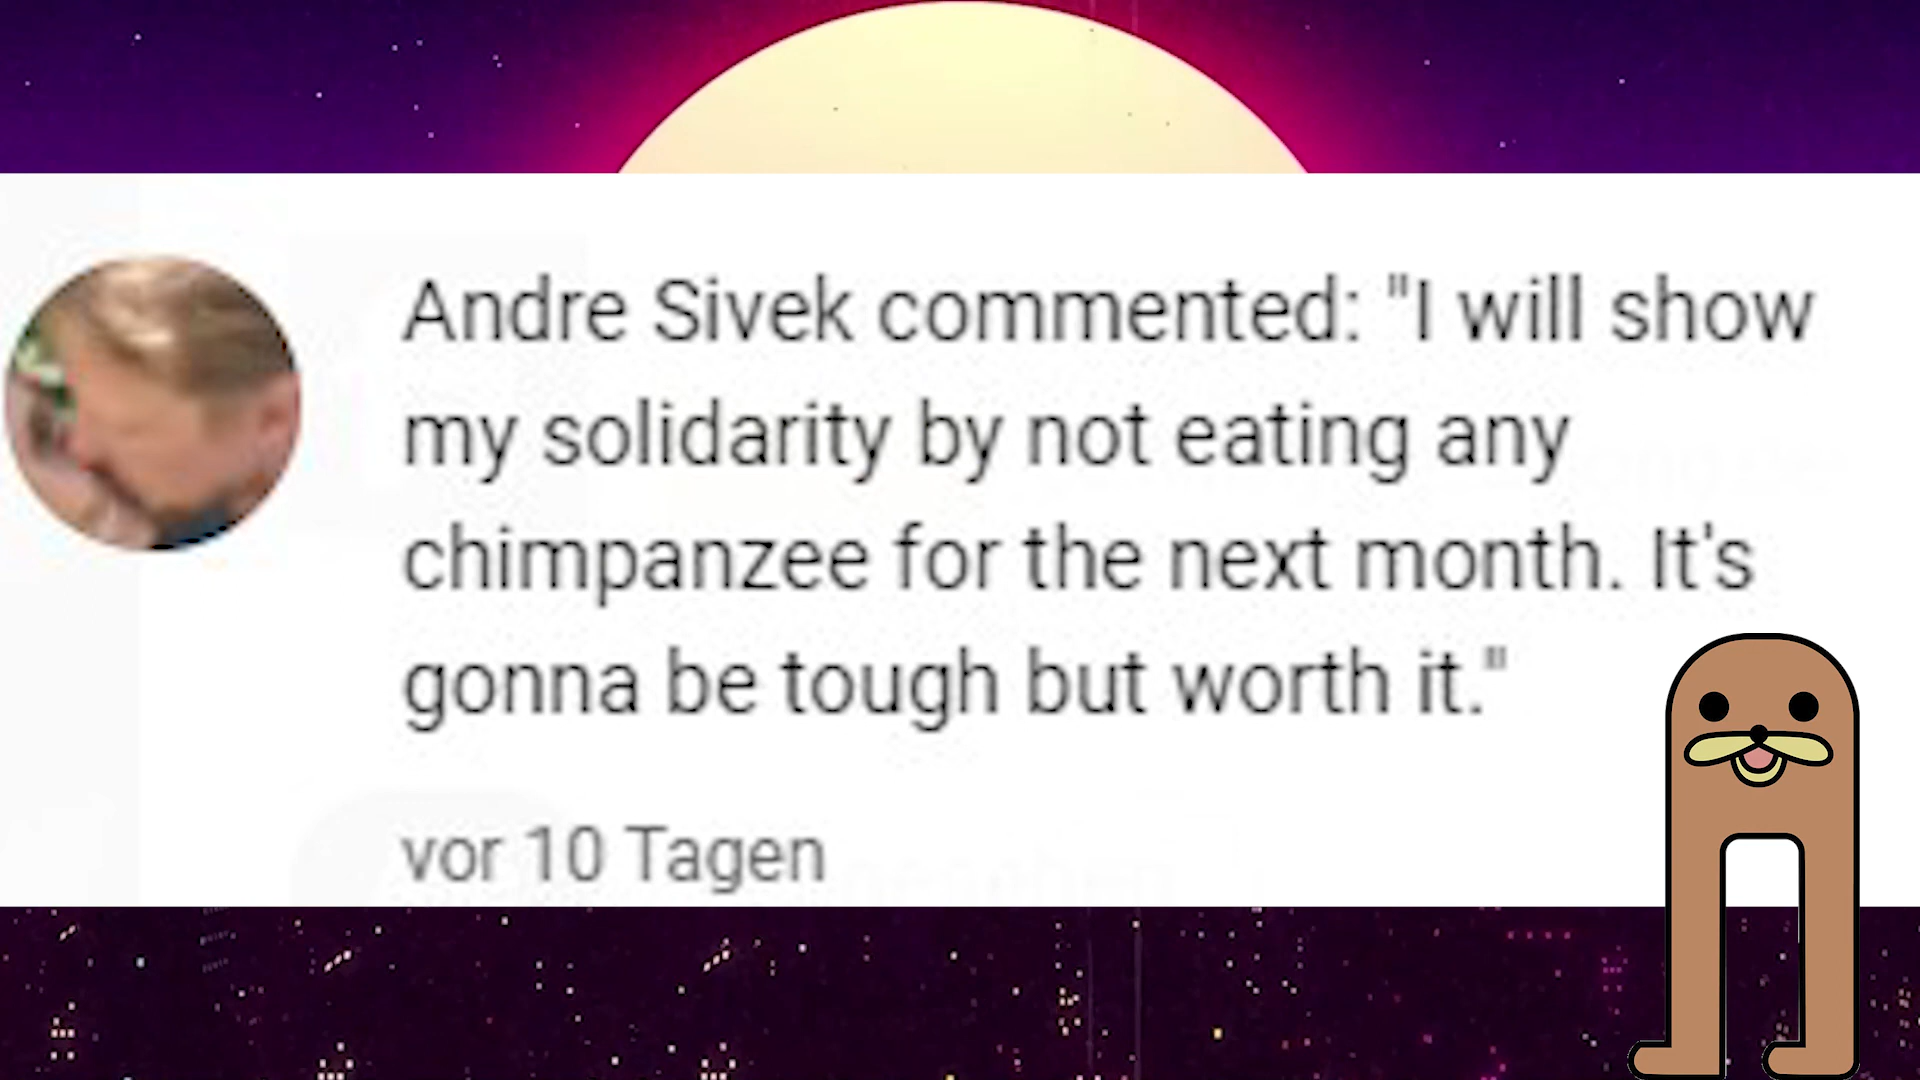 Andre Sivek commented: "I will show
my solidarity by not eating any
chimpanzee for the next month. It's
gonna be tough but worth it."
vor 10 Tagen